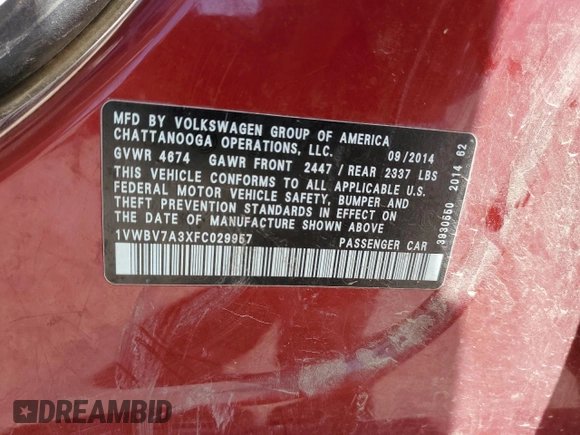 MFD BY VOLKSWAGEN GROUP OF AMERICA
CHATTANOOGA OPERATIONS, LLC. 09/2014
GVWR 4674 GAWR FRONT 2447 / REAR 2337 LBS
THIS VEHICLE CONFORMS TO ALL APPLICABLE U.S.
FEDERAL MOTOR VEHICLE SAFETY, BUMPER AND
THEFT PREVENTION STANDARDS IN EFFECT ON
THE DATE OF MANUFACTURE SHOWN ABOVE
1VWBV7A3XFC029957 PASSENGER CAR
3930550 2014 62
DREAMBID